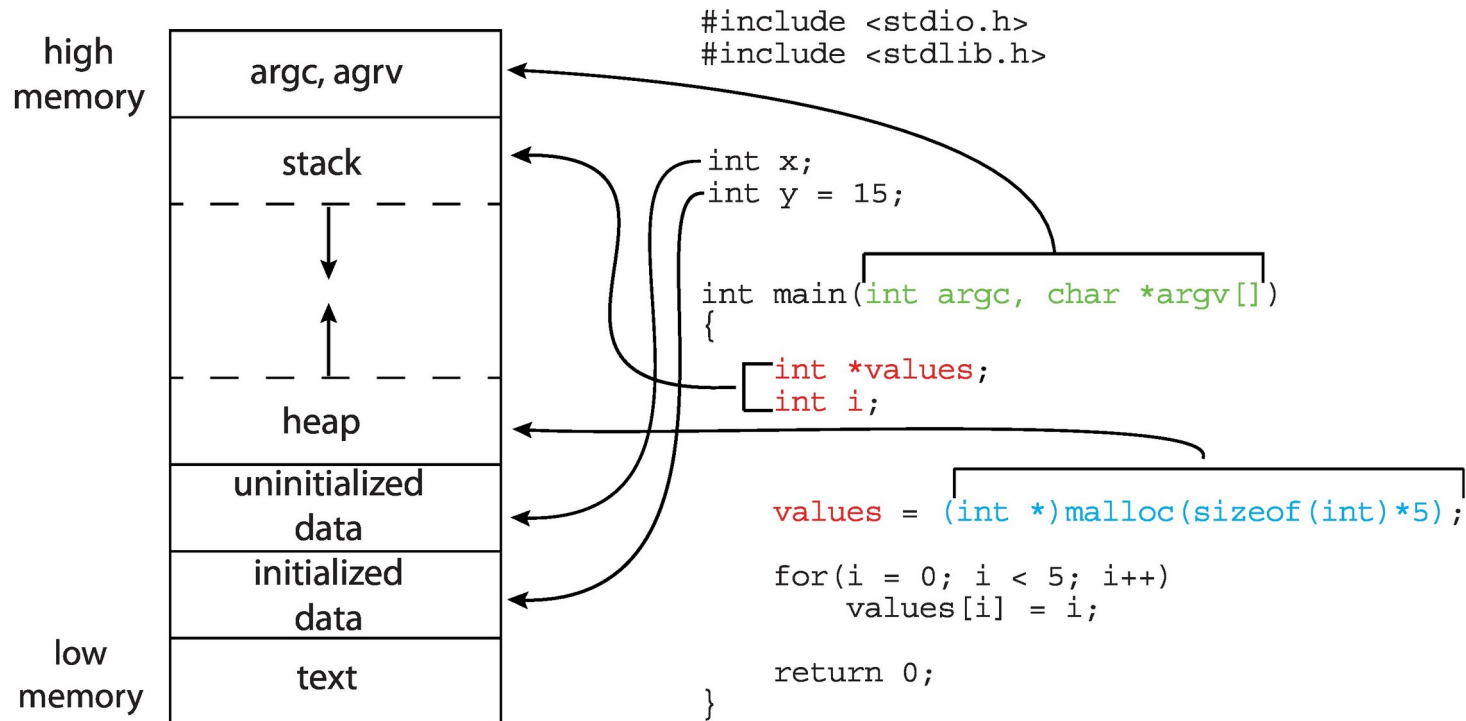 high
memory
argc, agrv
stack
heap
uninitialized
data
initialized
data
low
memory
text
#include <stdio.h>
#include <stdlib.h>
int x;
int y = 15;
int main(int argc, char *argv[])
{
int *values;
int i;
values = (int *)malloc(sizeof(int)*5);
for(i = 0; i < 5; i++)
values[i] = i;
return 0;
}